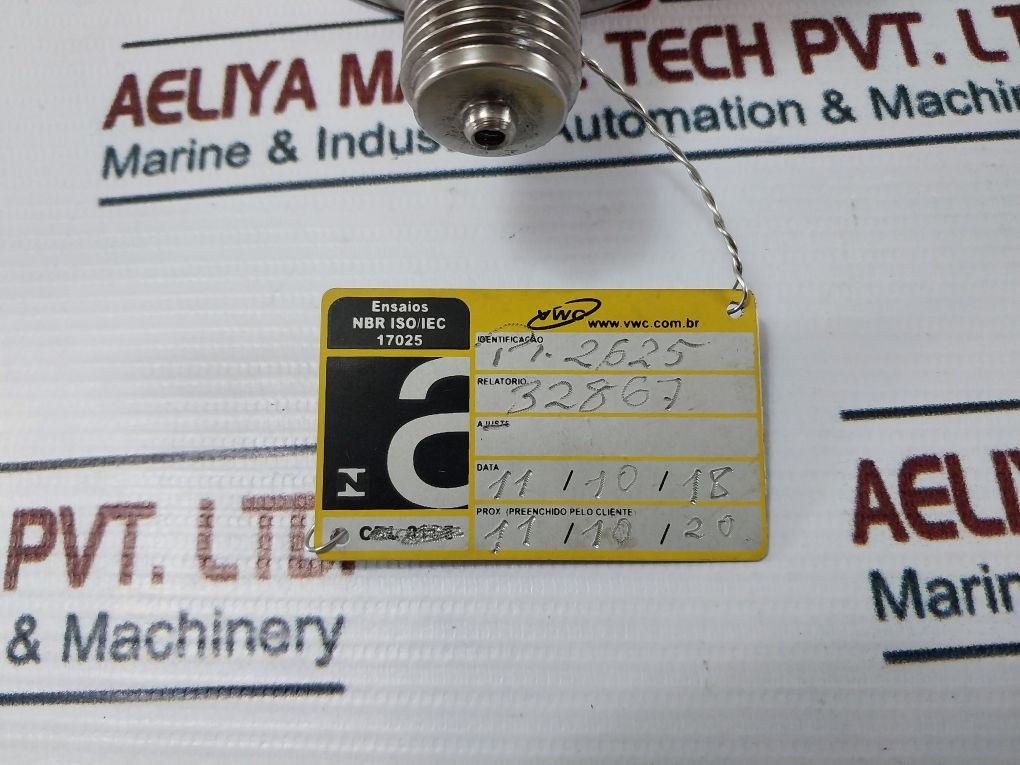 AELIYA MA TECH PVT. LT
Marine & Indus Automation & Machin
Ensaios
NBR ISO/IEC
17025
a
VWC www.vwc.com.br
IDENTIFICAÇÃO
2625
RELATÓRIO
32867
AJUSTE
DATA
11 / 10 / 18
PROX (PREENCHIDO PELO CLIENTE)
11 / 10 / 20
PVT. LTD.
& Machinery
AELI
Marin